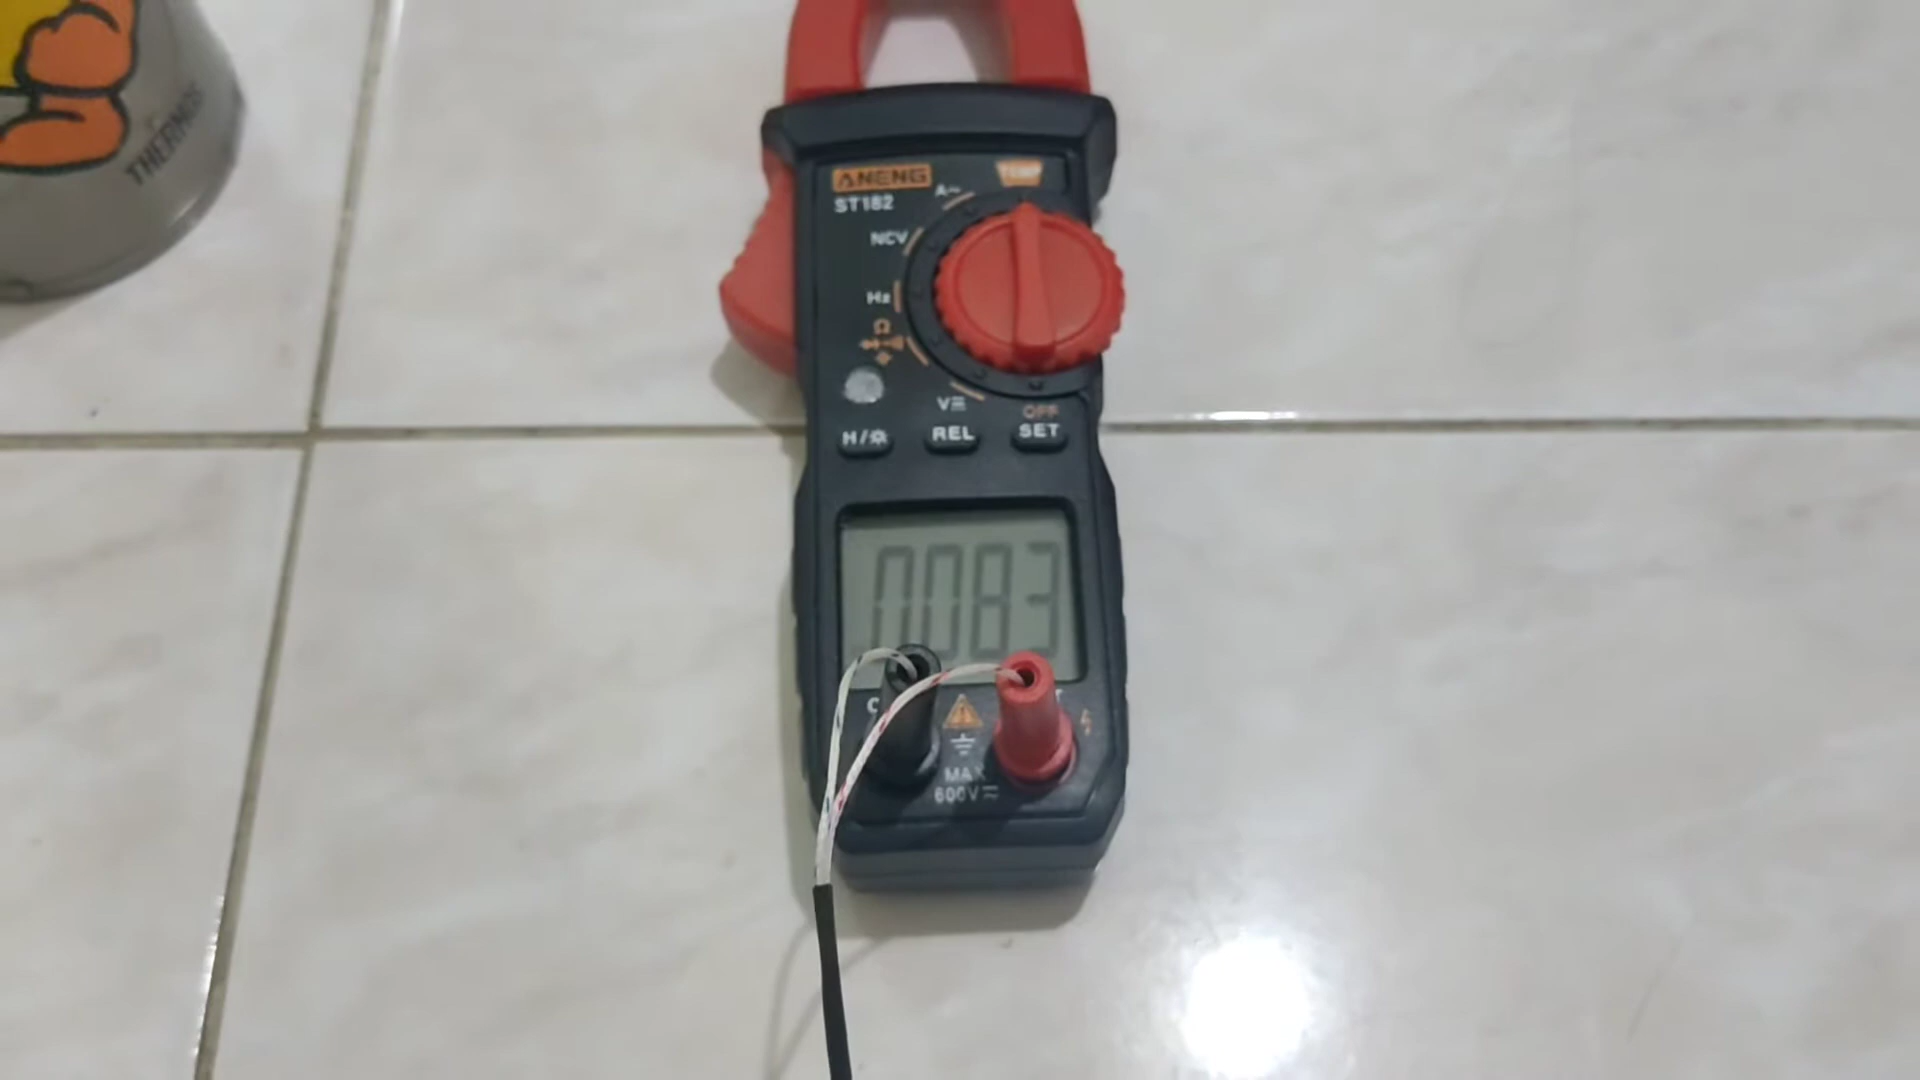 THERMOS
ANENG
TEMP
ST182
A~
NCV
Hz
Ω
V
OFF
H/
REL
SET
0083
MAX
600V